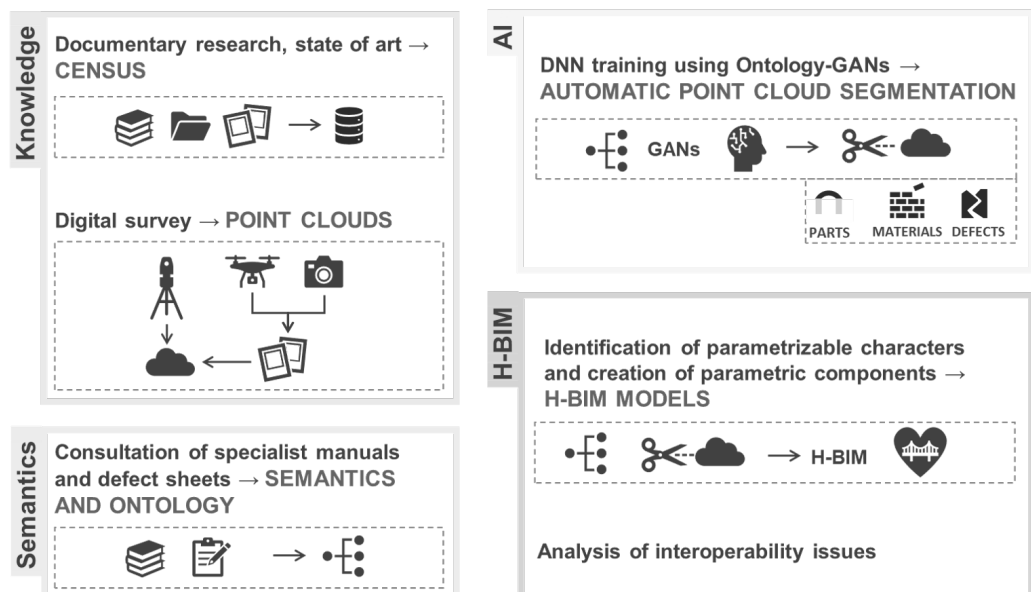 Knowledge
Documentary research, state of art →
CENSUS
Digital survey → POINT CLOUDS
Semantics
Consultation of specialist manuals
and defect sheets → SEMANTICS
AND ONTOLOGY
AI
DNN training using Ontology-GANs →
AUTOMATIC POINT CLOUD SEGMENTATION
GANs
PARTS MATERIALS DEFECTS
H-BIM
Identification of parametrizable characters
and creation of parametric components →
H-BIM MODELS
H-BIM
Analysis of interoperability issues